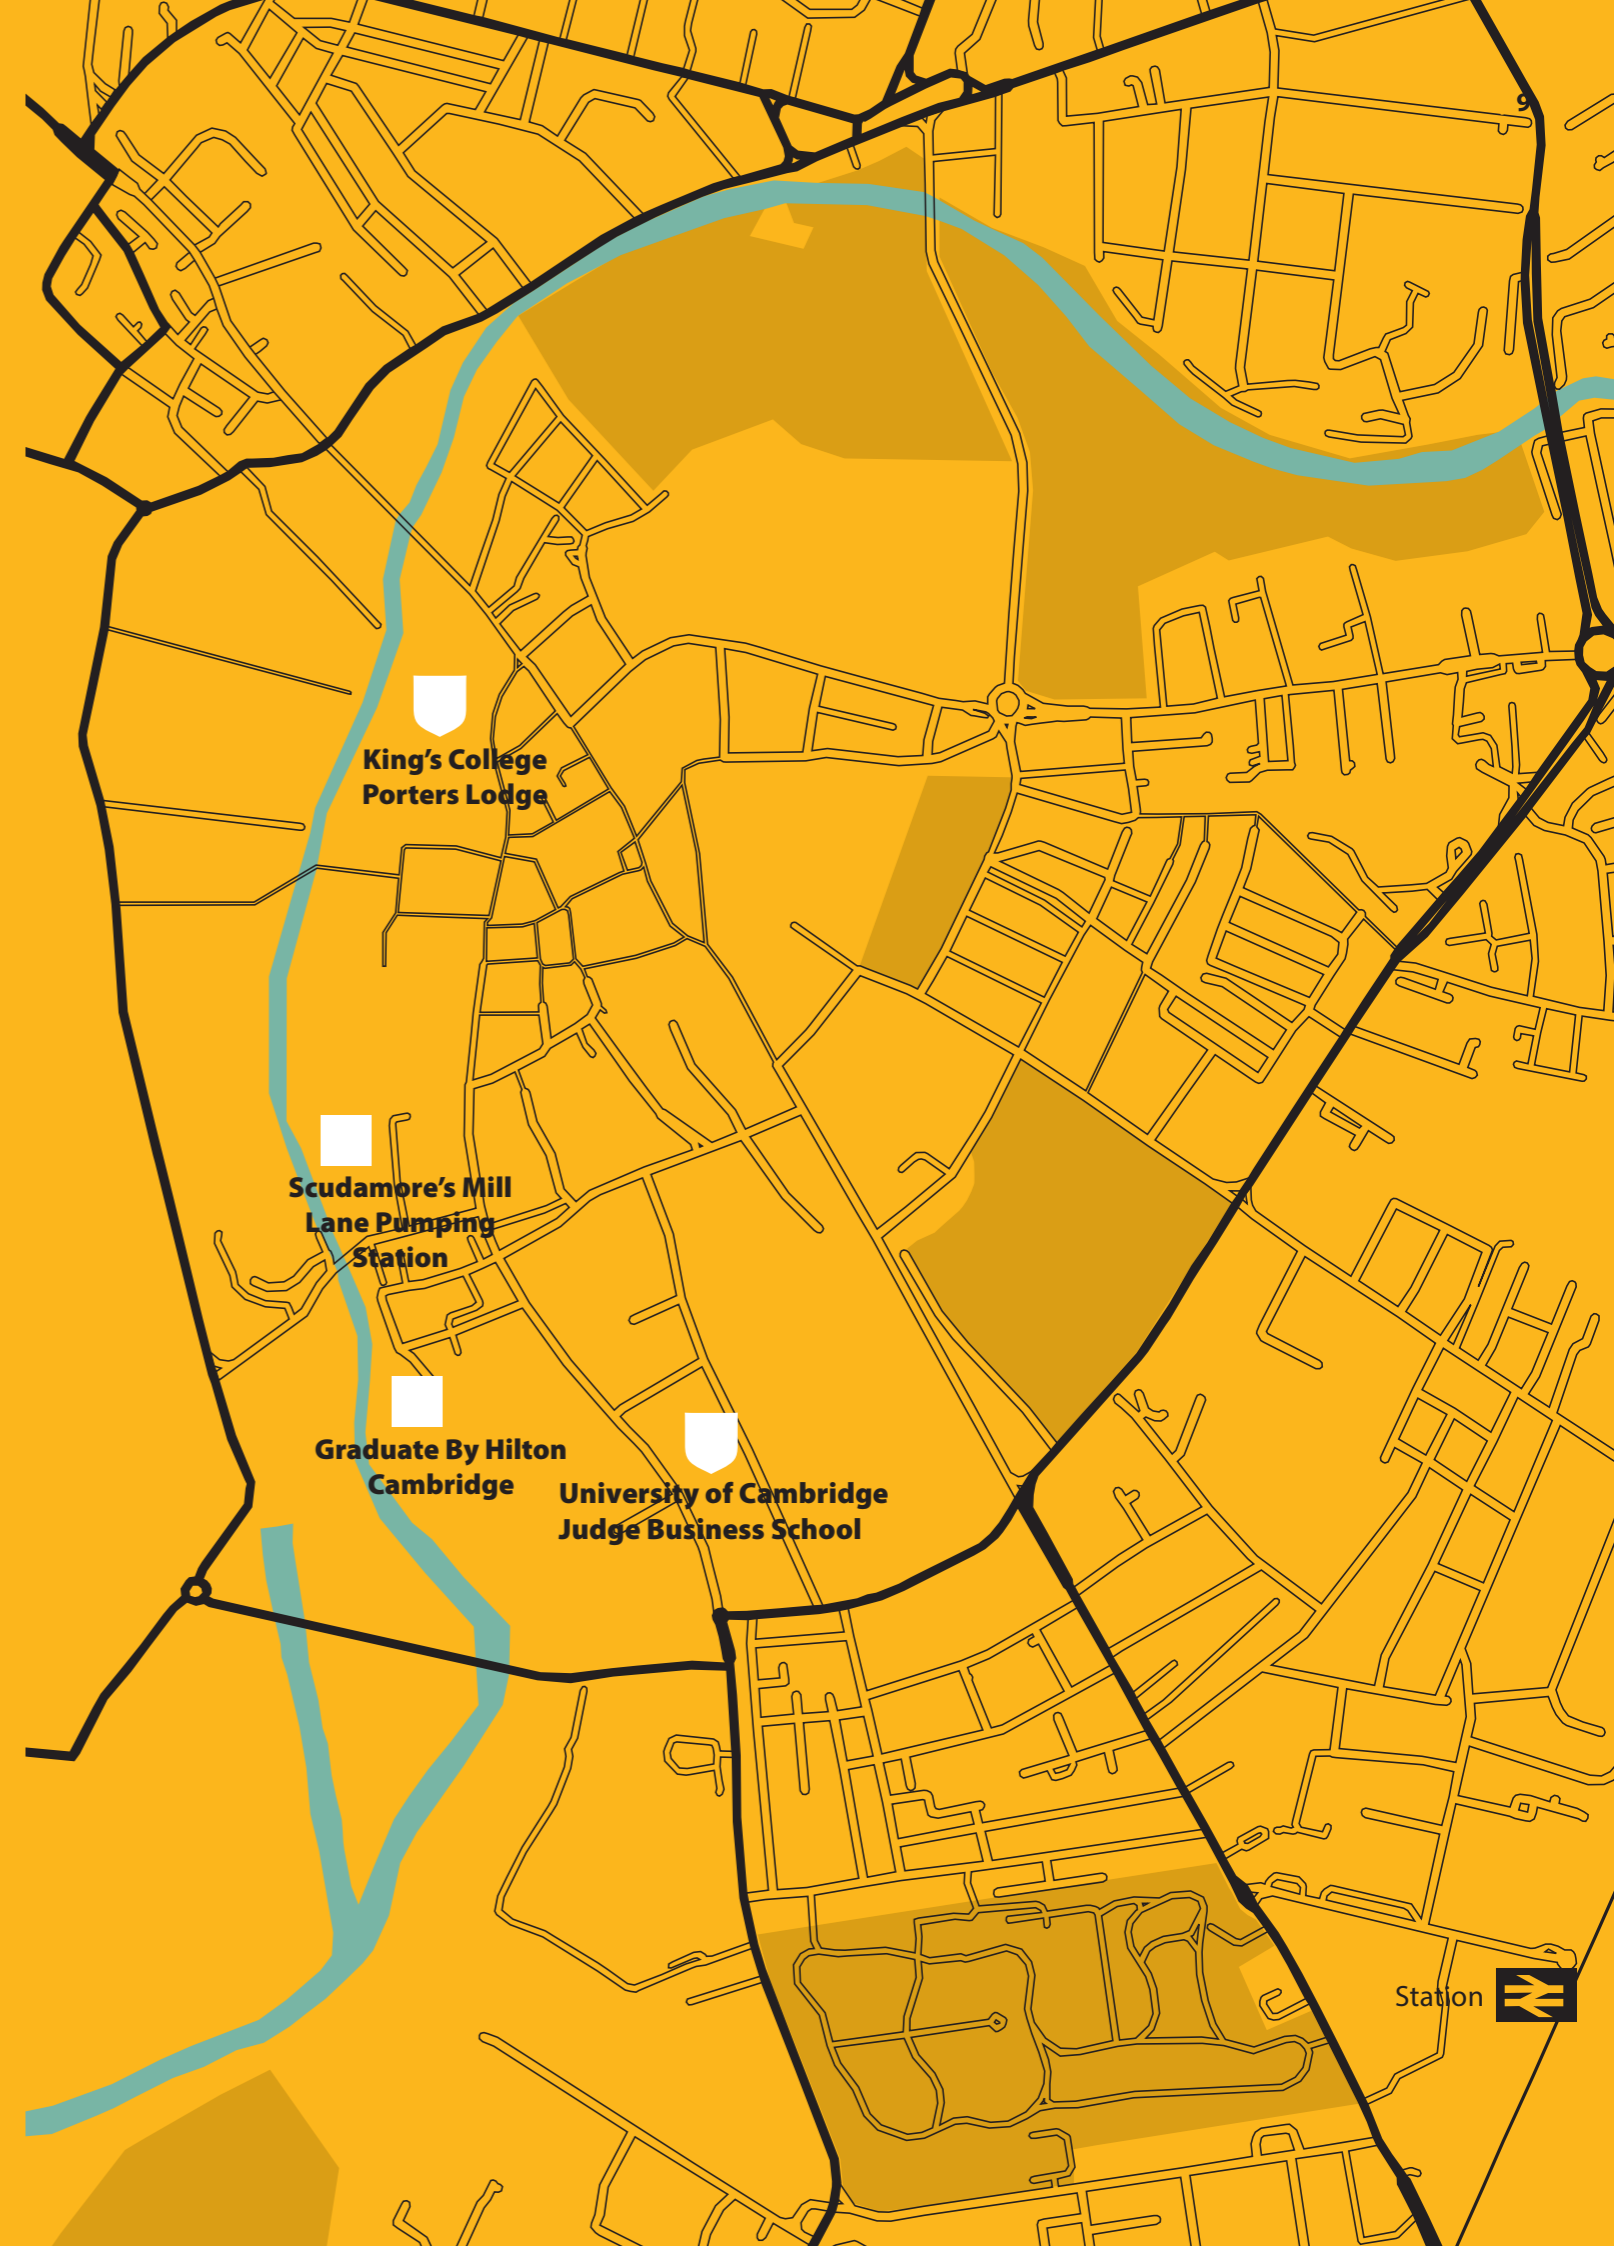 9
King's College
Porters Lodge
Scudamore's Mill
Lane Pumping
Station
Graduate By Hilton
Cambridge
University of Cambridge
Judge Business School
Station